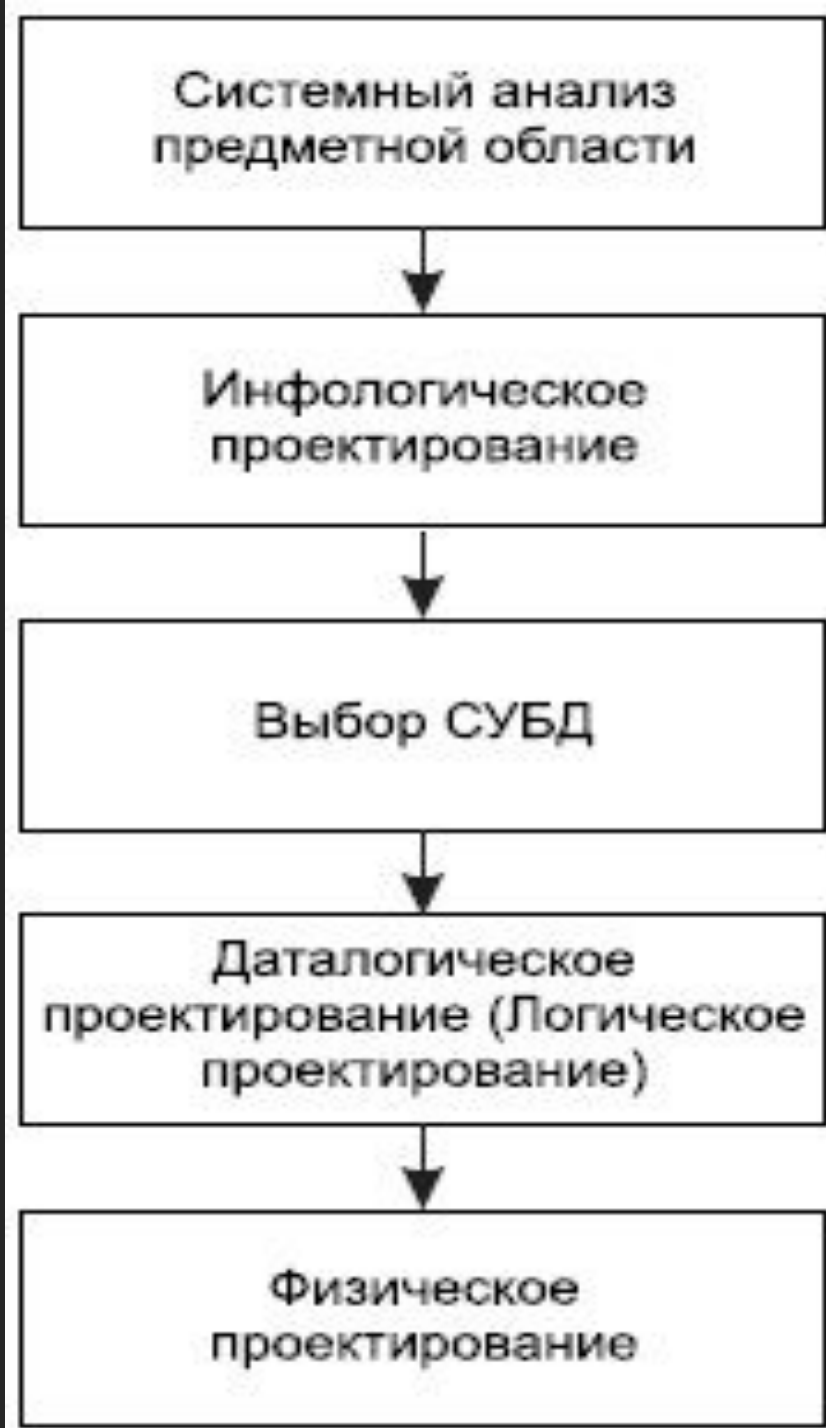 Системный анализ
предметной области
Инфологическое
проектирование
Выбор СУБД
Даталогическое
проектирование (Логическое
проектирование)
Физическое
проектирование